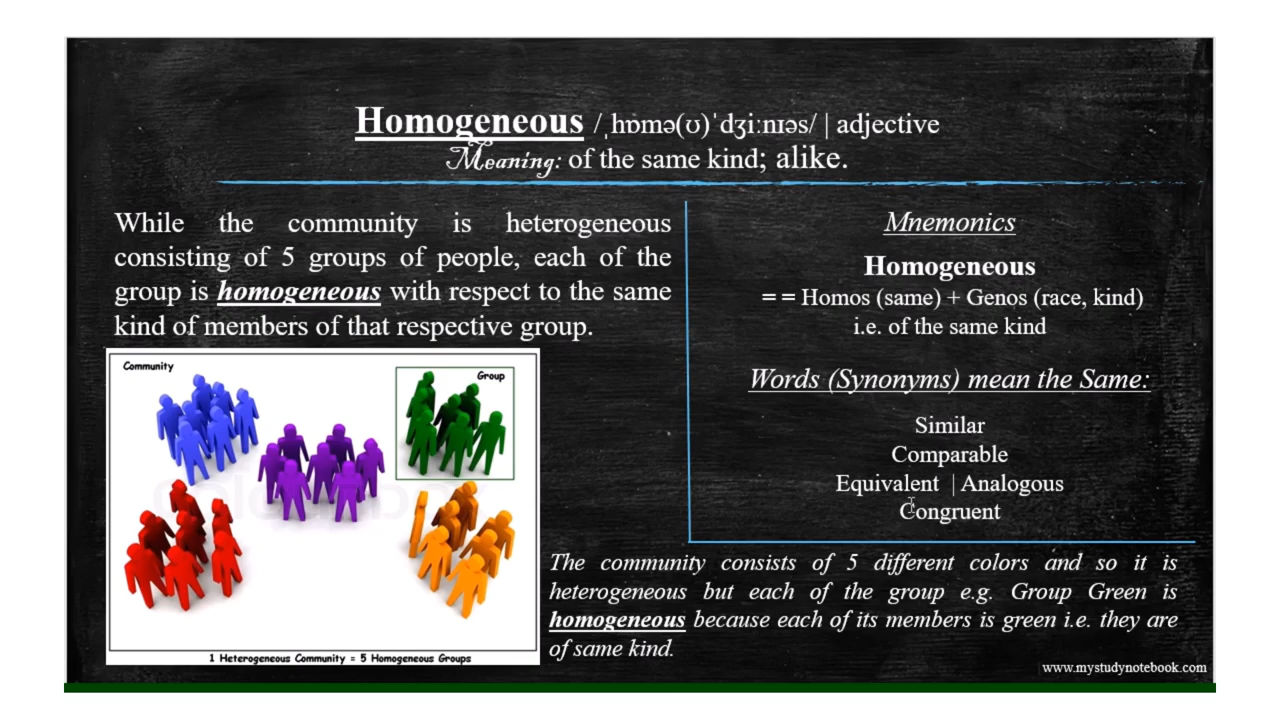 Homogeneous /ˌhɒmə(ʊ)ˈdʒiːnɪəs/ | adjective
Meaning: of the same kind; alike.
While the community is heterogeneous
consisting of 5 groups of people, each of the
group is homogeneous with respect to the same
kind of members of that respective group.
Community
Group
1 Heterogeneous Community = 5 Homogeneous Groups
Mnemonics
Homogeneous
= = Homos (same) + Genos (race, kind)
i.e. of the same kind
Words (Synonyms) mean the Same:
Similar
Comparable
Equivalent | Analogous
Congruent
The community consists of 5 different colors and so it is
heterogeneous but each of the group e.g. Group Green is
homogeneous because each of its members is green i.e. they are
of same kind.
www.mystudynotebook.com